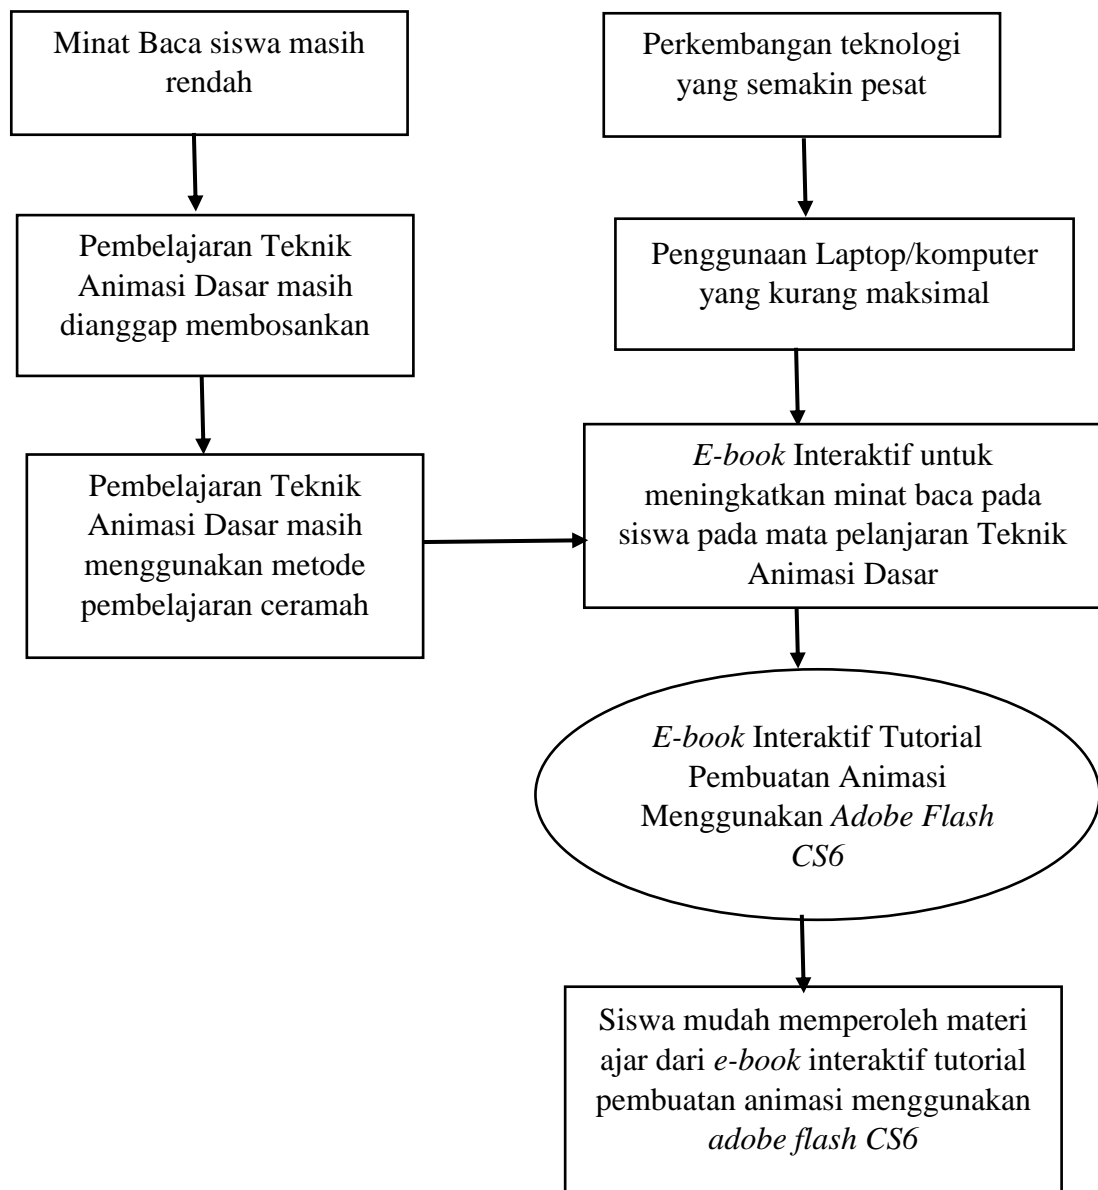 Minat Baca siswa masih
rendah
Perkembangan teknologi
yang semakin pesat
Pembelajaran Teknik
Animasi Dasar masih
dianggap membosankan
Penggunaan Laptop/komputer
yang kurang maksimal
Pembelajaran Teknik
Animasi Dasar masih
menggunakan metode
pembelajaran ceramah
E-book Interaktif untuk
meningkatkan minat baca pada
siswa pada mata pelanjaran Teknik
Animasi Dasar
E-book Interaktif Tutorial
Pembuatan Animasi
Menggunakan Adobe Flash
CS6
Siswa mudah memperoleh materi
ajar dari e-book interaktif tutorial
pembuatan animasi menggunakan
adobe flash CS6